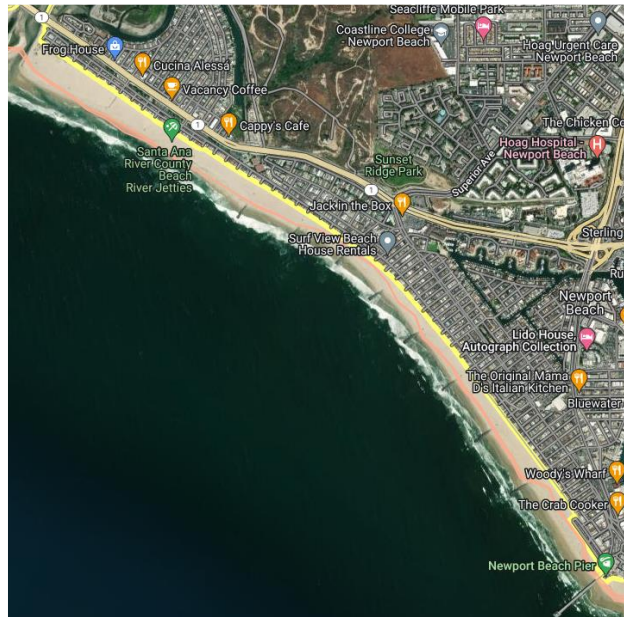 Seacliffe Mobile Park
1
Coastline College
- Newport Beach
Hoag Urgent Care
Newport Beach
Frog House
Cucina Alessa
Vacancy Coffee
The Chicken Co
1
Cappy's Cafe
Hoag Hospital -
Newport Beach
Santa Ana
River County
Beach
River Jetties
Sunset
Ridge Park
Superior Ave
1
Jack in the Box
Sterling
Surf View Beach
House Rentals
Ru
Newport
Beach
Lido House,
Autograph Collection
The Original Mama
D's Italian Kitchen
Bluewater
Woody's Wharf
The Crab Cooker
Newport Beach Pier